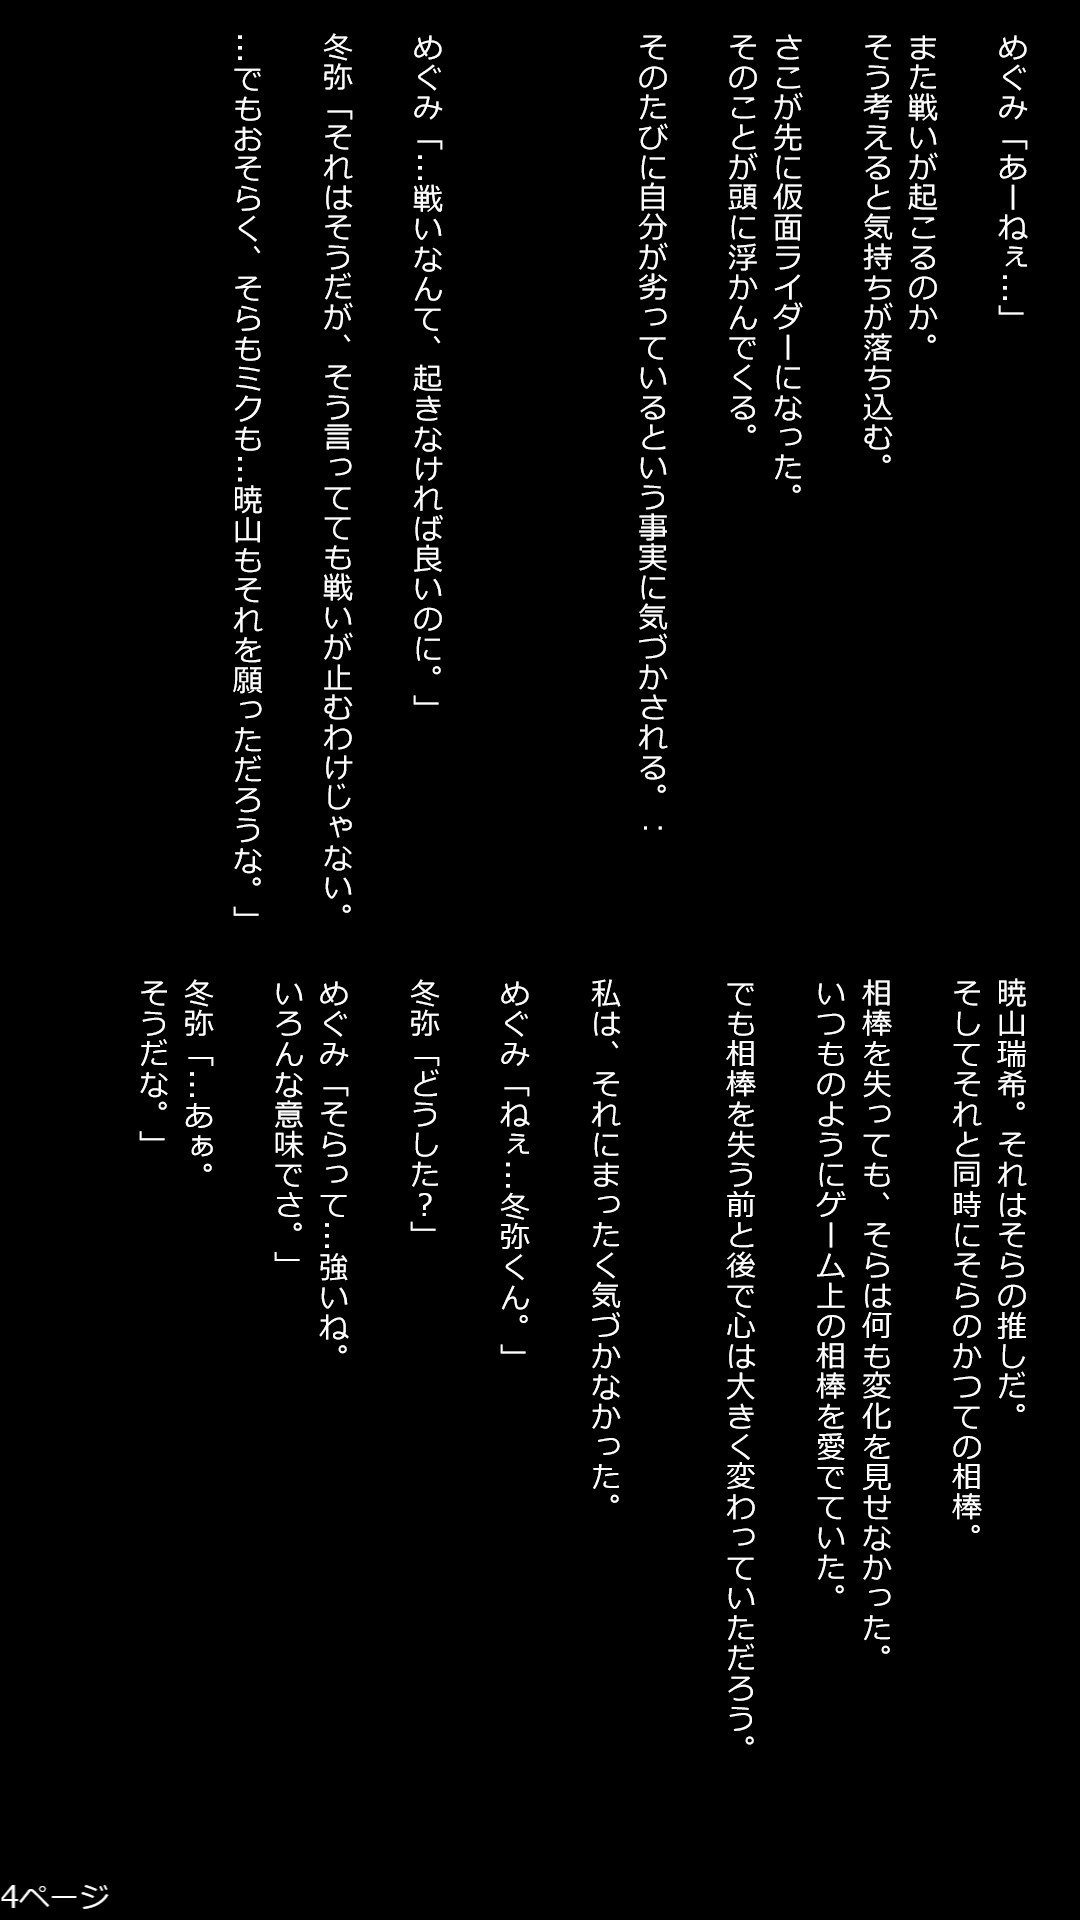 めぐみ「あーねぇ…」
また戦いが起こるのか。
そう考えると気持ちが落ち込む。
さこが先に仮面ライダーになった。
そのことが頭に浮かんでくる。
そのたびに自分が劣っているという事実に気づかされる。‥
めぐみ「…戦いなんて、起きなければ良いのに。」
冬弥「それはそうだが、そう言ってても戦いが止むわけじゃない。
…でもおそらく、そらもミクも…暁山もそれを願っただろうな。」
暁山瑞希。それはそらの推しだ。
そしてそれと同時にそらのかつての相棒。
相棒を失っても、そらは何も変化を見せなかった。
いつものようにゲーム上の相棒を愛でていた。
でも相棒を失う前と後で心は大きく変わっていただろう。
私は、それにまったく気づかなかった。
めぐみ「ねぇ…冬弥くん。」
冬弥「どうした?」
めぐみ「そらって…強いね。
いろんな意味でさ。」
冬弥「…あぁ。
そうだな。」
4ページ